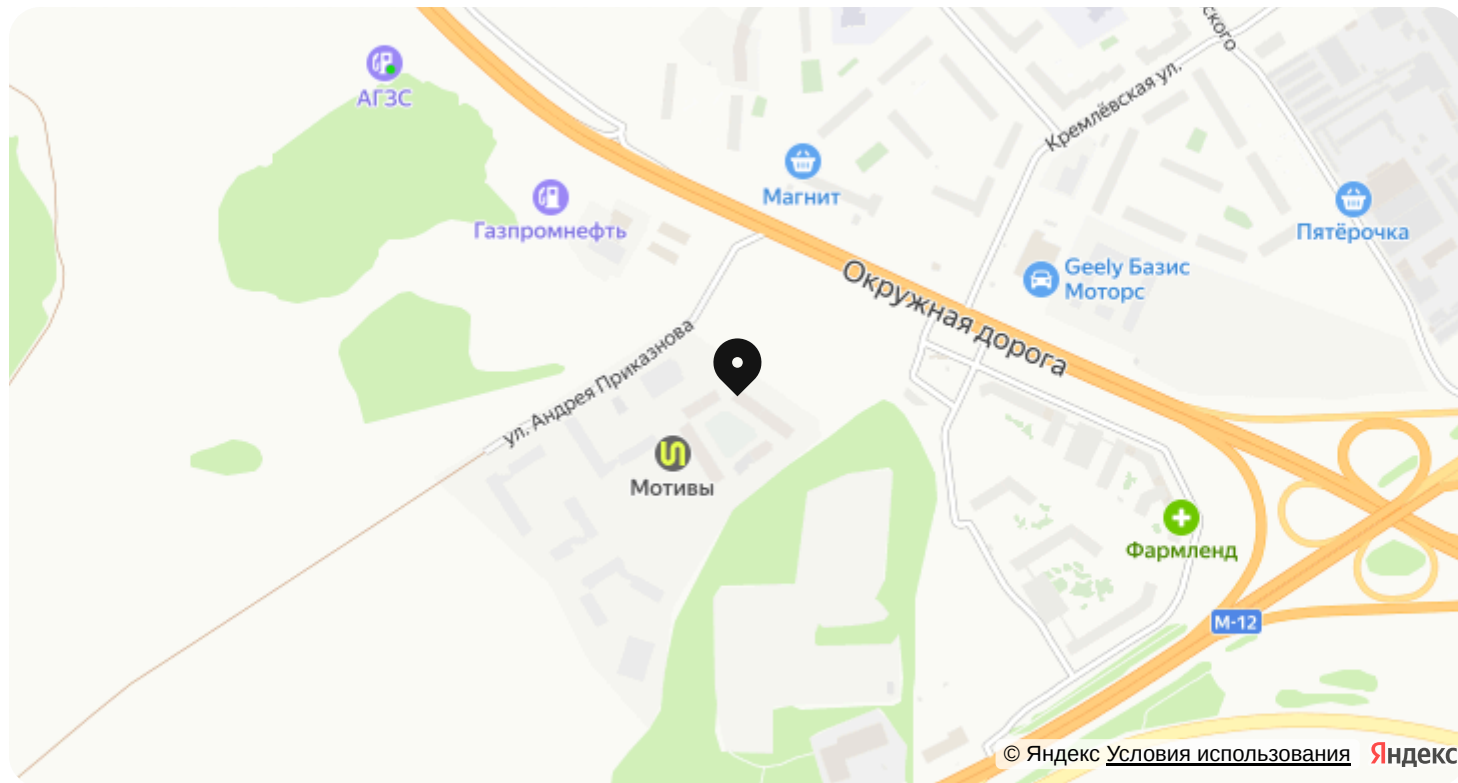 ского
АГЗС
Кремлёвская ул.
Магнит
Газпромнефть
Пятёрочка
Geely Базис
Моторс
Окружная дорога
ул. Андрея Приказнова
Мотивы
Фармленд
М-12
© Яндекс Условия использования
Яндекс